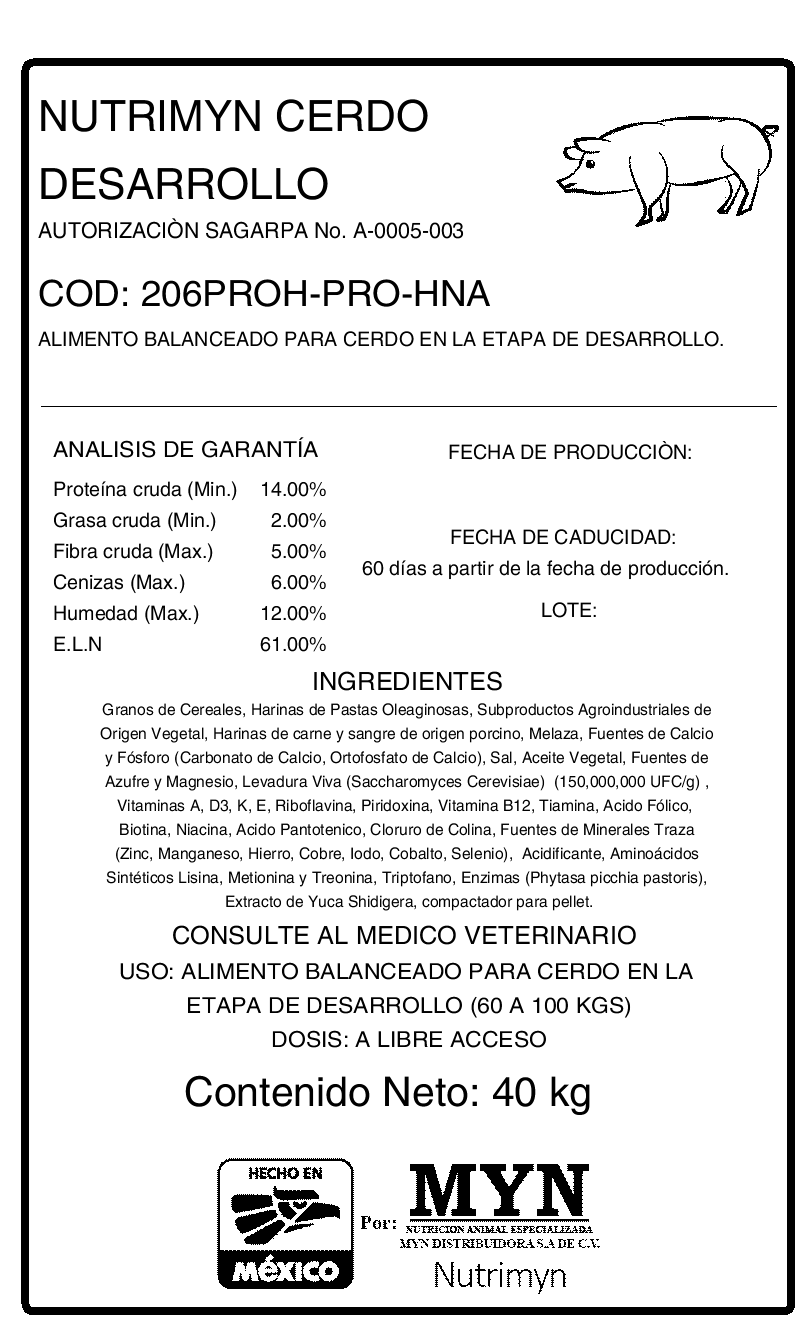 NUTRIMYN CERDO
DESARROLLO
AUTORIZACIÒN SAGARPA No. A-0005-003
COD: 206PROH-PRO-HNA
ALIMENTO BALANCEADO PARA CERDO EN LA ETAPA DE DESARROLLO.
ANALISIS DE GARANTÍA
Proteína cruda (Min.) 14.00%
Grasa cruda (Min.) 2.00%
Fibra cruda (Max.) 5.00%
Cenizas (Max.) 6.00%
Humedad (Max.) 12.00%
E.L.N 61.00%
FECHA DE PRODUCCIÒN:
FECHA DE CADUCIDAD:
60 días a partir de la fecha de producción.
LOTE:
INGREDIENTES
Granos de Cereales, Harinas de Pastas Oleaginosas, Subproductos Agroindustriales de
Origen Vegetal, Harinas de carne y sangre de origen porcino, Melaza, Fuentes de Calcio
y Fósforo (Carbonato de Calcio, Ortofosfato de Calcio), Sal, Aceite Vegetal, Fuentes de
Azufre y Magnesio, Levadura Viva (Saccharomyces Cerevisiae) (150,000,000 UFC/g) ,
Vitaminas A, D3, K, E, Riboflavina, Piridoxina, Vitamina B12, Tiamina, Acido Fólico,
Biotina, Niacina, Acido Pantotenico, Cloruro de Colina, Fuentes de Minerales Traza
(Zinc, Manganeso, Hierro, Cobre, Iodo, Cobalto, Selenio), Acidificante, Aminoácidos
Sintéticos Lisina, Metionina y Treonina, Triptofano, Enzimas (Phytasa picchia pastoris),
Extracto de Yuca Shidigera, compactador para pellet.
CONSULTE AL MEDICO VETERINARIO
USO: ALIMENTO BALANCEADO PARA CERDO EN LA
ETAPA DE DESARROLLO (60 A 100 KGS)
DOSIS: A LIBRE ACCESO
Contenido Neto: 40 kg
HECHO EN
MéXICO
Por:
MYN
NUTRICION ANIMAL ESPECIALIZADA
MYN DISTRIBUIDORA S.A DE C.V.
Nutrimyn